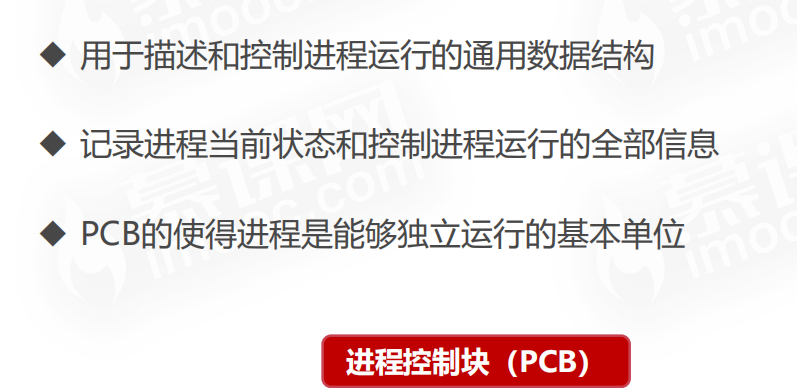 ◆ 用于描述和控制进程运行的通用数据结构
◆ 记录进程当前状态和控制进程运行的全部信息
◆ PCB的使得进程是能够独立运行的基本单位
进程控制块（PCB）